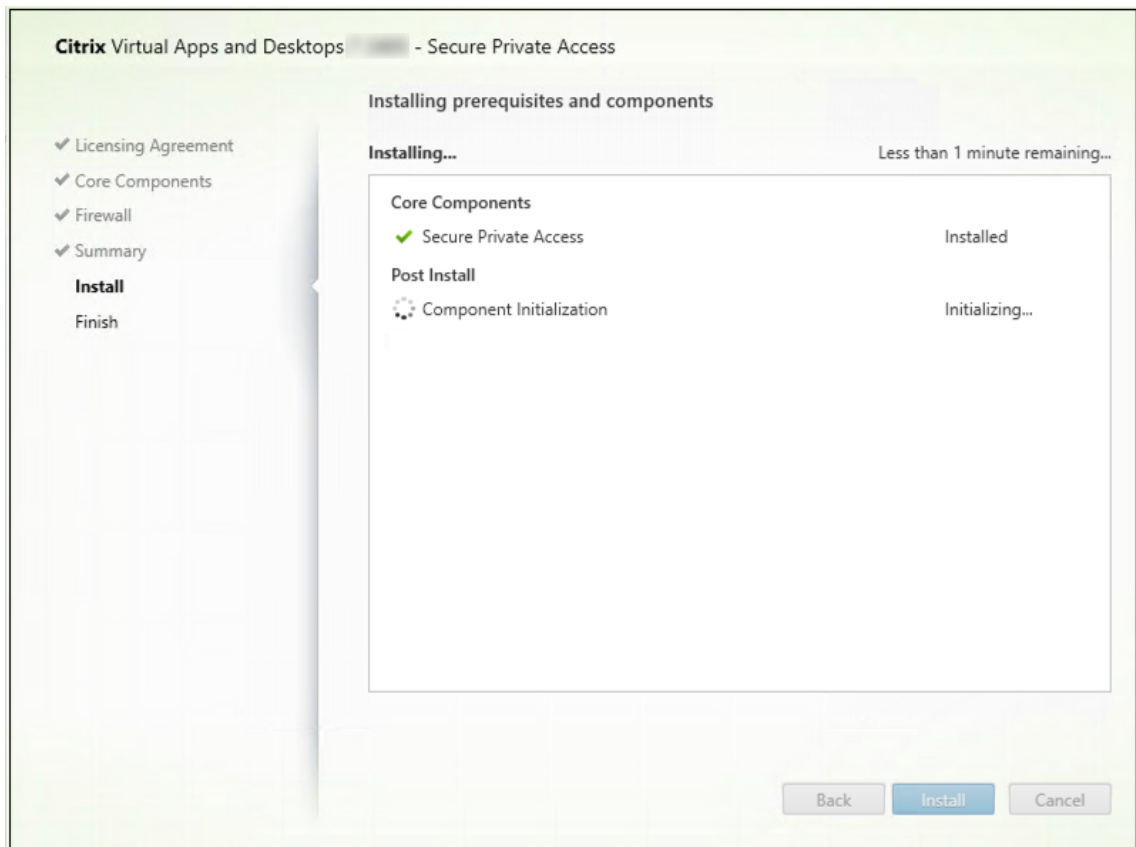 Citrix Virtual Apps and Desktops - Secure Private Access
Installing prerequisites and components
Licensing Agreement
Core Components
Firewall
Summary
Install
Finish
Installing... Less than 1 minute remaining...
Core Components
Secure Private Access Installed
Post Install
Component Initialization Initializing...
Back Install Cancel